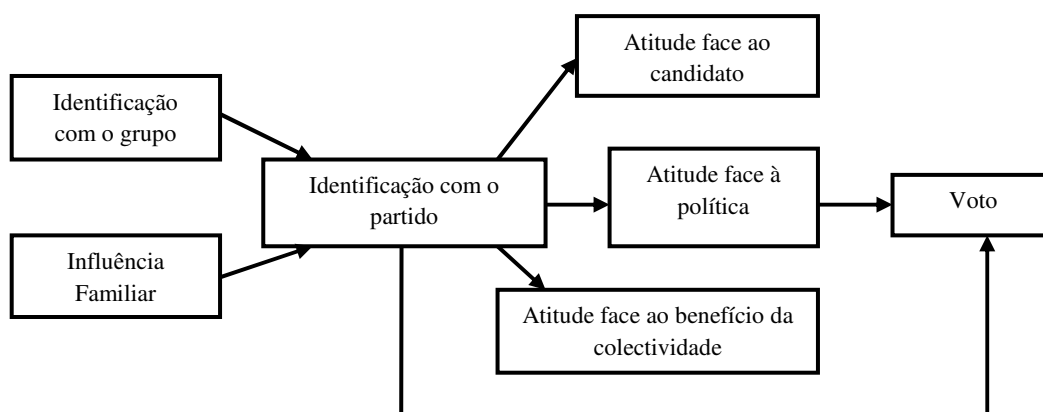 Atitude face ao
candidato
Identificação
com o grupo
Identificação com o
partido
Atitude face à
política
Voto
Influência
Familiar
Atitude face ao benefício da
colectividade